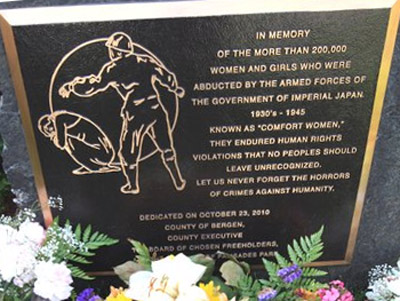 IN MEMORY
OF THE MORE THAN 200,000
WOMEN AND GIRLS WHO WERE
ABDUCTED BY THE ARMED FORCES OF
THE GOVERNMENT OF IMPERIAL JAPAN.
1930's - 1945
KNOWN AS "COMFORT WOMEN,"
THEY ENDURED HUMAN RIGHTS
VIOLATIONS THAT NO PEOPLES SHOULD
LEAVE UNRECOGNIZED.
LET US NEVER FORGET THE HORRORS
OF CRIMES AGAINST HUMANITY.
DEDICATED ON OCTOBER 23, 2010
COUNTY OF BERGEN,
COUNTY EXECUTIVE
BOARD OF CHOSEN FREEHOLDERS,
PALISADES PARK